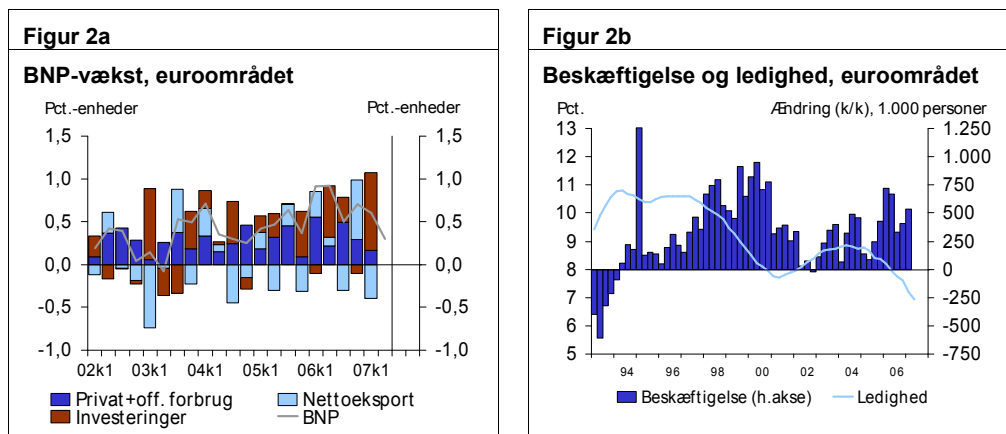 Figur 2a
BNP-vækst, euroområdet
Pct.-enheder Pct.-enheder
1,5 1,5
1,0 1,0
0,5 0,5
0,0 0,0
-0,5 -0,5
-1,0 -1,0
02k1 03k1 04k1 05k1 06k1 07k1
Privat+off. forbrug Nettoeksport
Investeringer BNP
Figur 2b
Beskæftigelse og ledighed, euroområdet
Pct. Ændring (k/k), 1.000 personer
13 1.250
12 1.000
11 750
10 500
9 250
8 0
7 -250
6 -500
5 -750
94 96 98 00 02 04 06
Beskæftigelse (h.akse) Ledighed